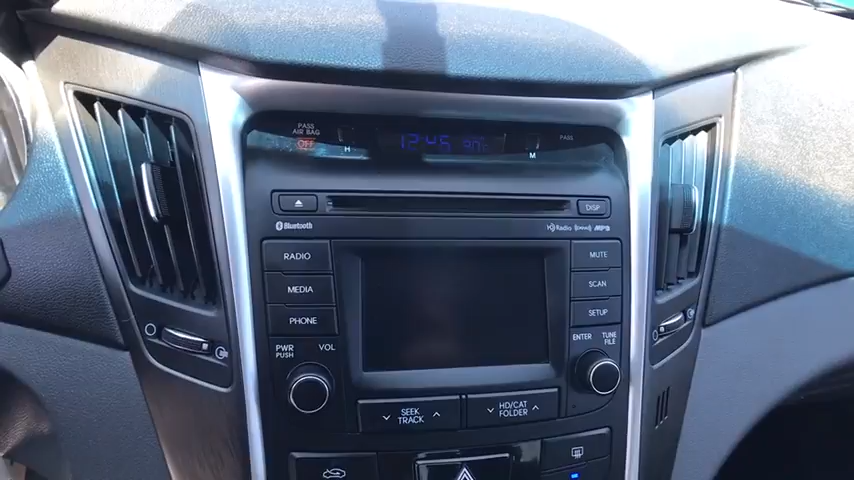 PASS
AIR BAG
OFF
H
12:45
90°F
M
PASS
DISP
Bluetooth
HD Radio
MP3
RADIO
MUTE
MEDIA
SCAN
PHONE
SETUP
PWR
PUSH
VOL
ENTER
TUNE
FILE
SEEK
TRACK
HD/CAT
FOLDER